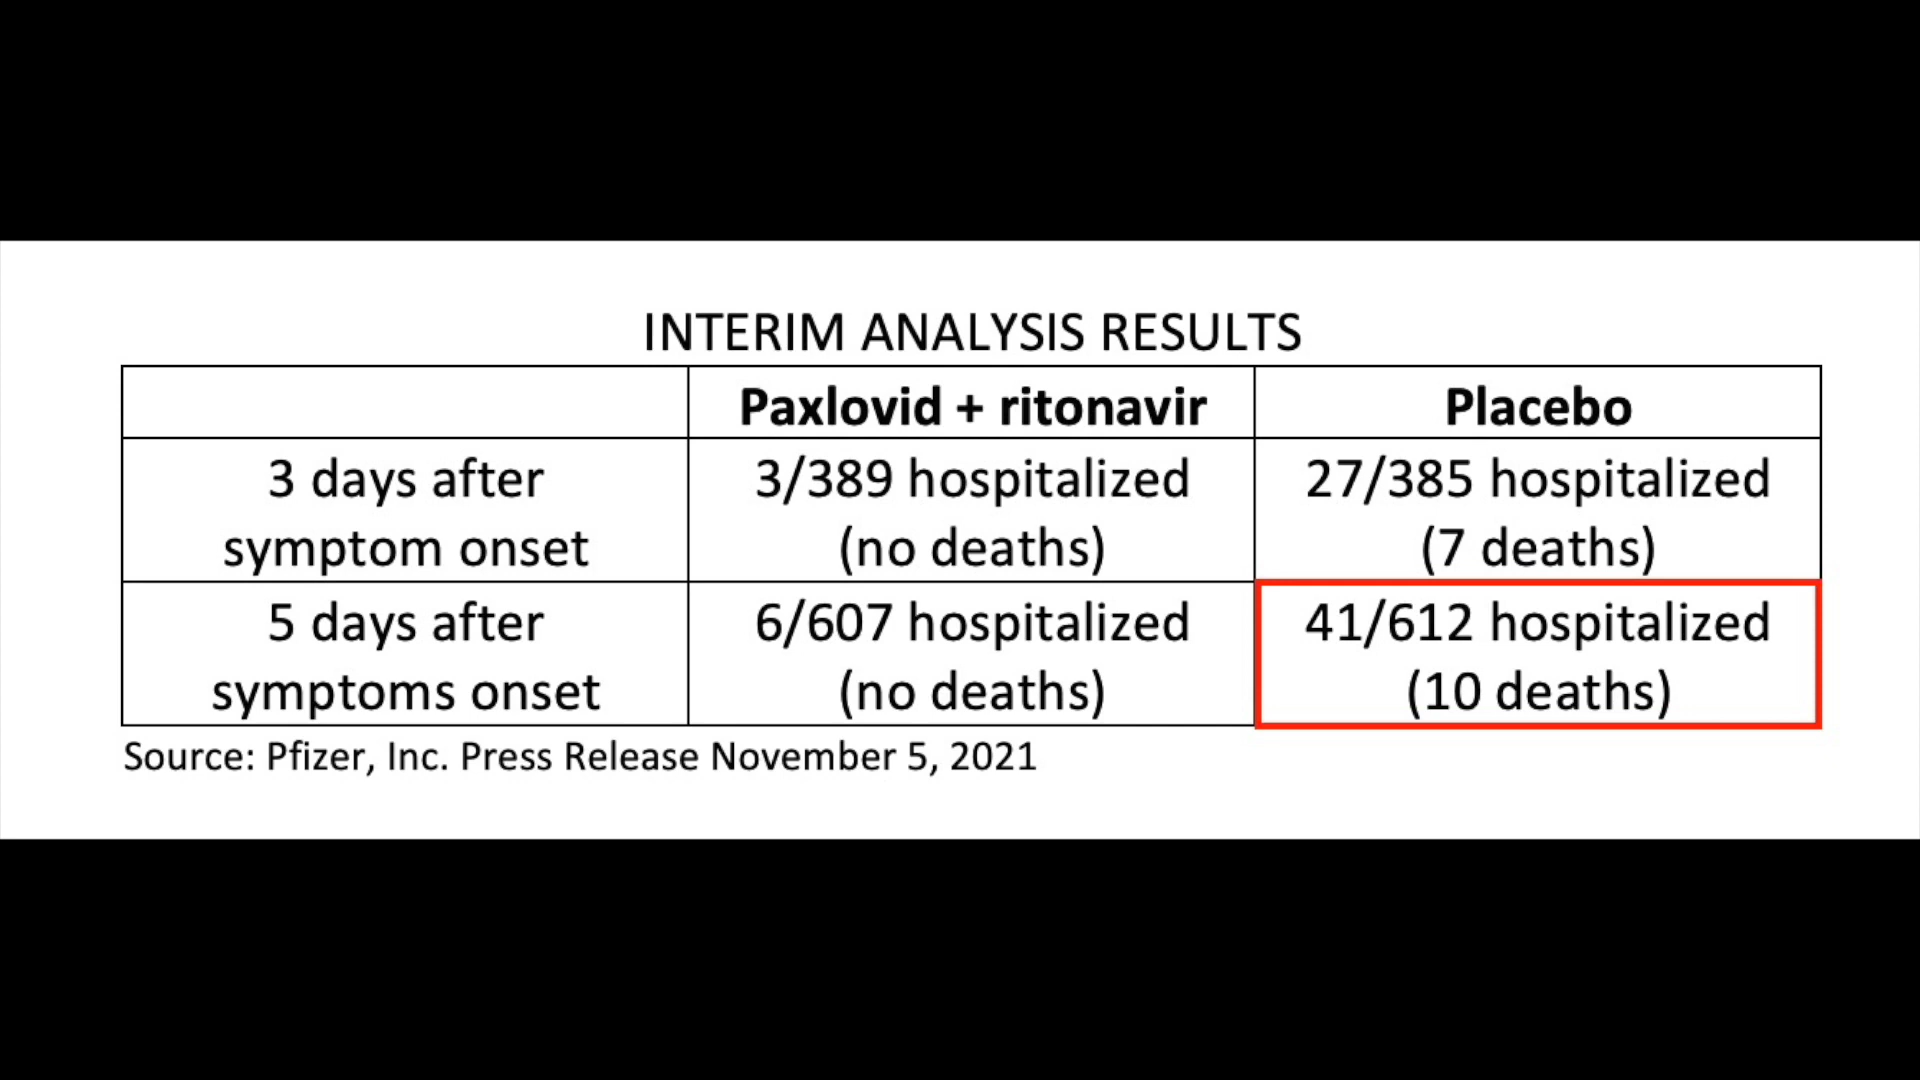 INTERIM ANALYSIS RESULTS
Paxlovid + ritonavir
Placebo
3 days after
symptom onset
3/389 hospitalized
(no deaths)
27/385 hospitalized
(7 deaths)
5 days after
symptoms onset
6/607 hospitalized
(no deaths)
41/612 hospitalized
(10 deaths)
Source: Pfizer, Inc. Press Release November 5, 2021